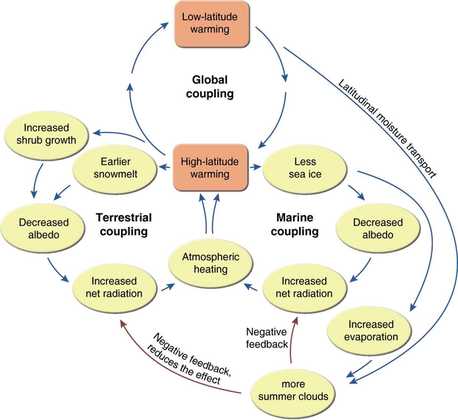 Low-latitude
warming
Global
coupling
Latitudinal moisture transport
Increased
shrub growth
Earlier
snowmelt
High-latitude
warming
Less
sea ice
Decreased
albedo
Terrestrial
coupling
Marine
coupling
Decreased
albedo
Atmospheric
heating
Increased
net radiation
Increased
net radiation
Increased
evaporation
Negative feedback,
reduces the effect
Negative
feedback
more
summer clouds